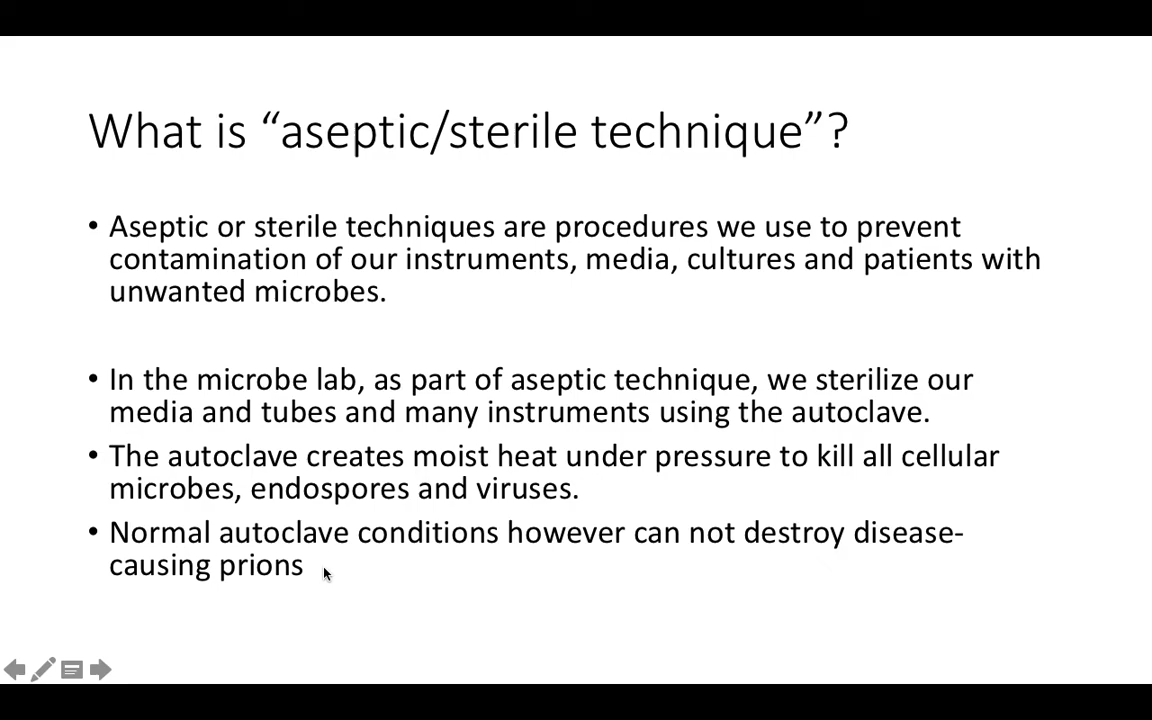 What is “aseptic/sterile technique”?
• Aseptic or sterile techniques are procedures we use to prevent
contamination of our instruments, media, cultures and patients with
unwanted microbes.
• In the microbe lab, as part of aseptic technique, we sterilize our
media and tubes and many instruments using the autoclave.
• The autoclave creates moist heat under pressure to kill all cellular
microbes, endospores and viruses.
• Normal autoclave conditions however can not destroy disease-
causing prions